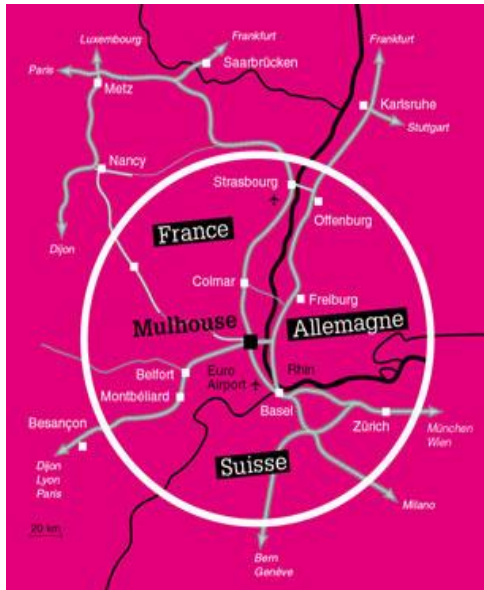 Luxembourg
Frankfurt
Frankfurt
Paris
Saarbrücken
Metz
Karlsruhe
Stuttgart
Nancy
Strasbourg
Offenburg
France
Dijon
Colmar
Freiburg
Mulhouse
Allemagne
Belfort
Euro
Airport
Rhin
Montbéliard
Basel
Besançon
Zürich
München
Wien
Dijon
Lyon
Paris
Suisse
Milano
20 km
Bern
Genève